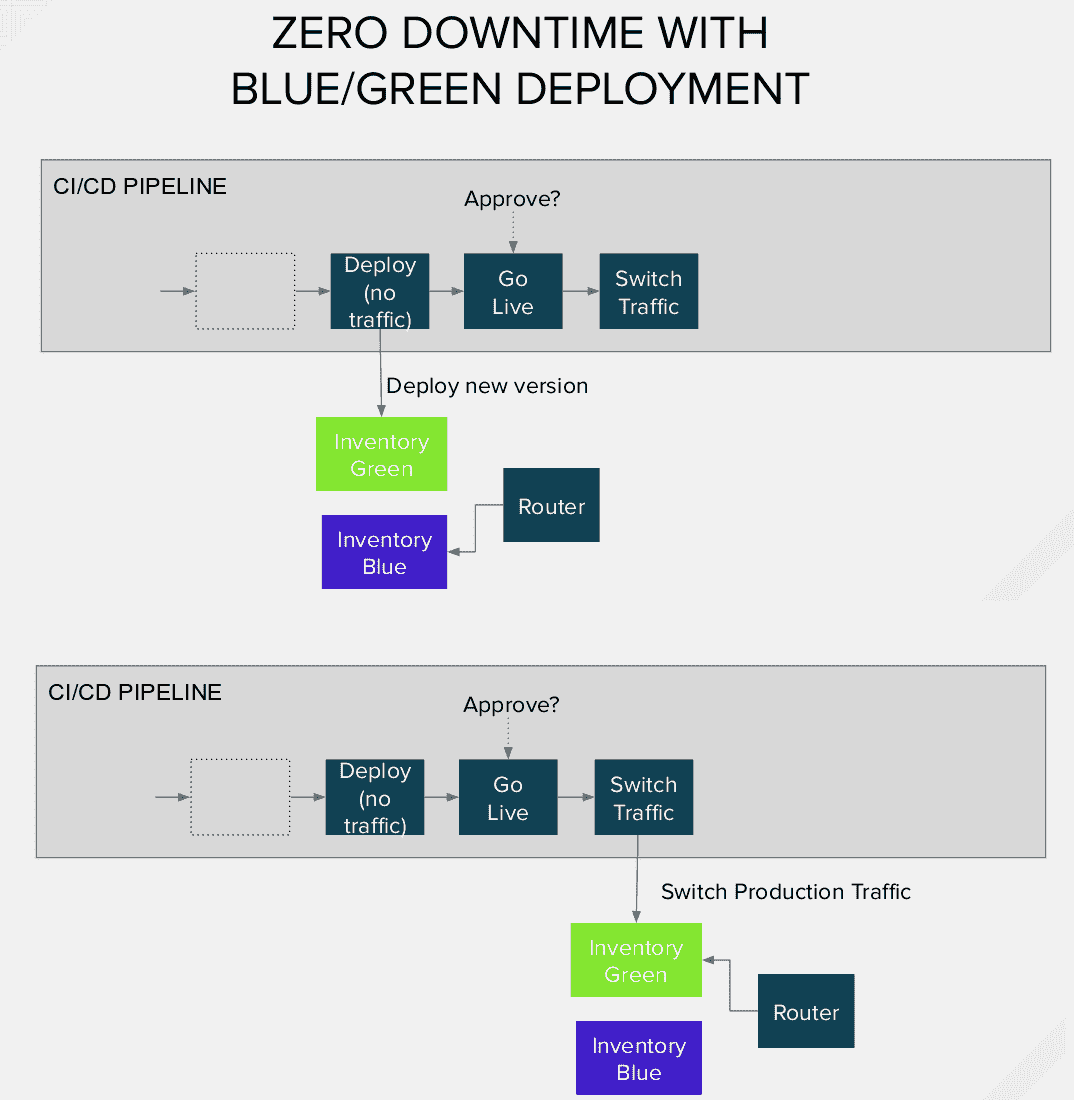 ZERO DOWNTIME WITH
BLUE/GREEN DEPLOYMENT
CI/CD PIPELINE
Approve?
Deploy
(no
traffic)
Go
Live
Switch
Traffic
Deploy new version
Inventory
Green
Router
Inventory
Blue
CI/CD PIPELINE
Approve?
Deploy
(no
traffic)
Go
Live
Switch
Traffic
Switch Production Traffic
Inventory
Green
Router
Inventory
Blue